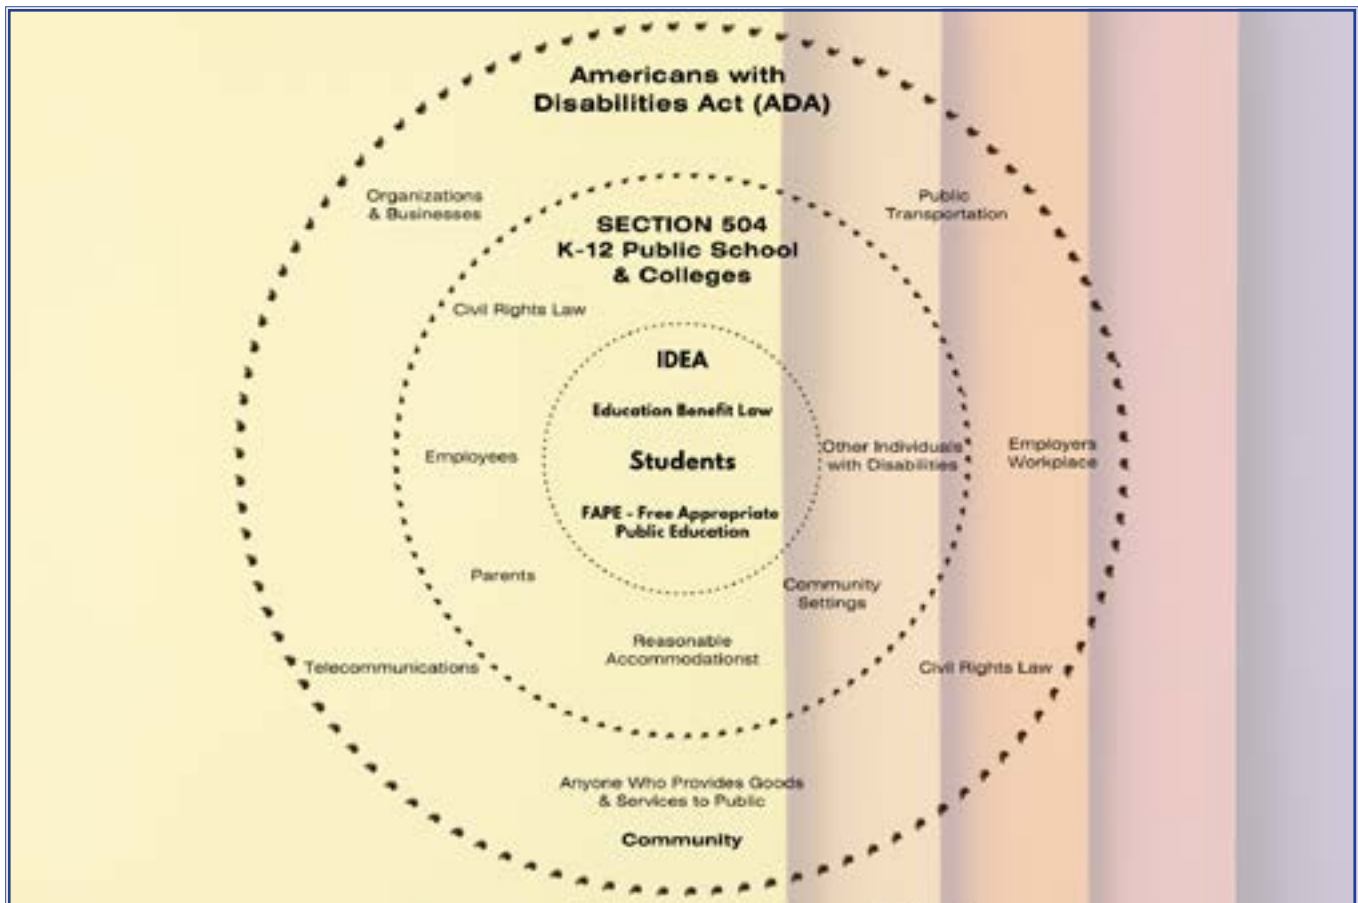 Americans with
Disabilities Act (ADA)
Organizations
& Businesses
Public
Transportation
SECTION 504
K-12 Public School
& Colleges
Civil Rights Law
IDEA
Education Benefit Law
Employees
Students
Other Individuals
with Disabilities
Employers
Workplace
FAPE - Free Appropriate
Public Education
Parents
Community
Settings
Reasonable
Accommodationist
Telecommunications
Civil Rights Law
Anyone Who Provides Goods
& Services to Public
Community